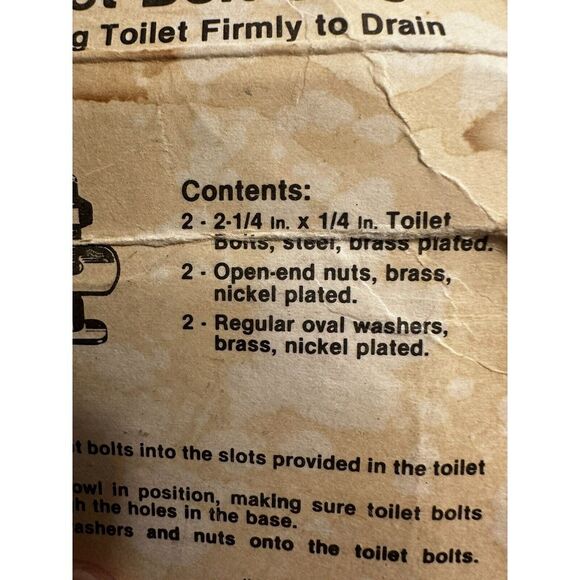 g Toilet Firmly to Drain
Contents:
2 - 2-1/4 In. x 1/4 in. Toilet
Bolts, steel, brass plated.
2 - Open-end nuts, brass,
nickel plated.
2 - Regular oval washers,
brass, nickel plated.
bolts into the slots provided in the toilet
owl in position, making sure toilet bolts
h the holes in the base.
ashers and nuts onto the toilet bolts.